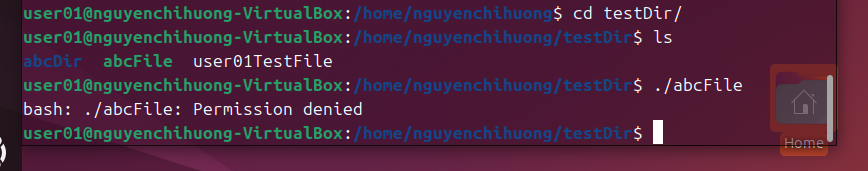 user01@nguyenchihuong-VirtualBox:/home/nguyenchihuong$ cd testDir/
user01@nguyenchihuong-VirtualBox:/home/nguyenchihuong/testDir$ ls
abcDir  abcFile  user01TestFile
user01@nguyenchihuong-VirtualBox:/home/nguyenchihuong/testDir$ ./abcFile
bash: ./abcFile: Permission denied
user01@nguyenchihuong-VirtualBox:/home/nguyenchihuong/testDir$
Home